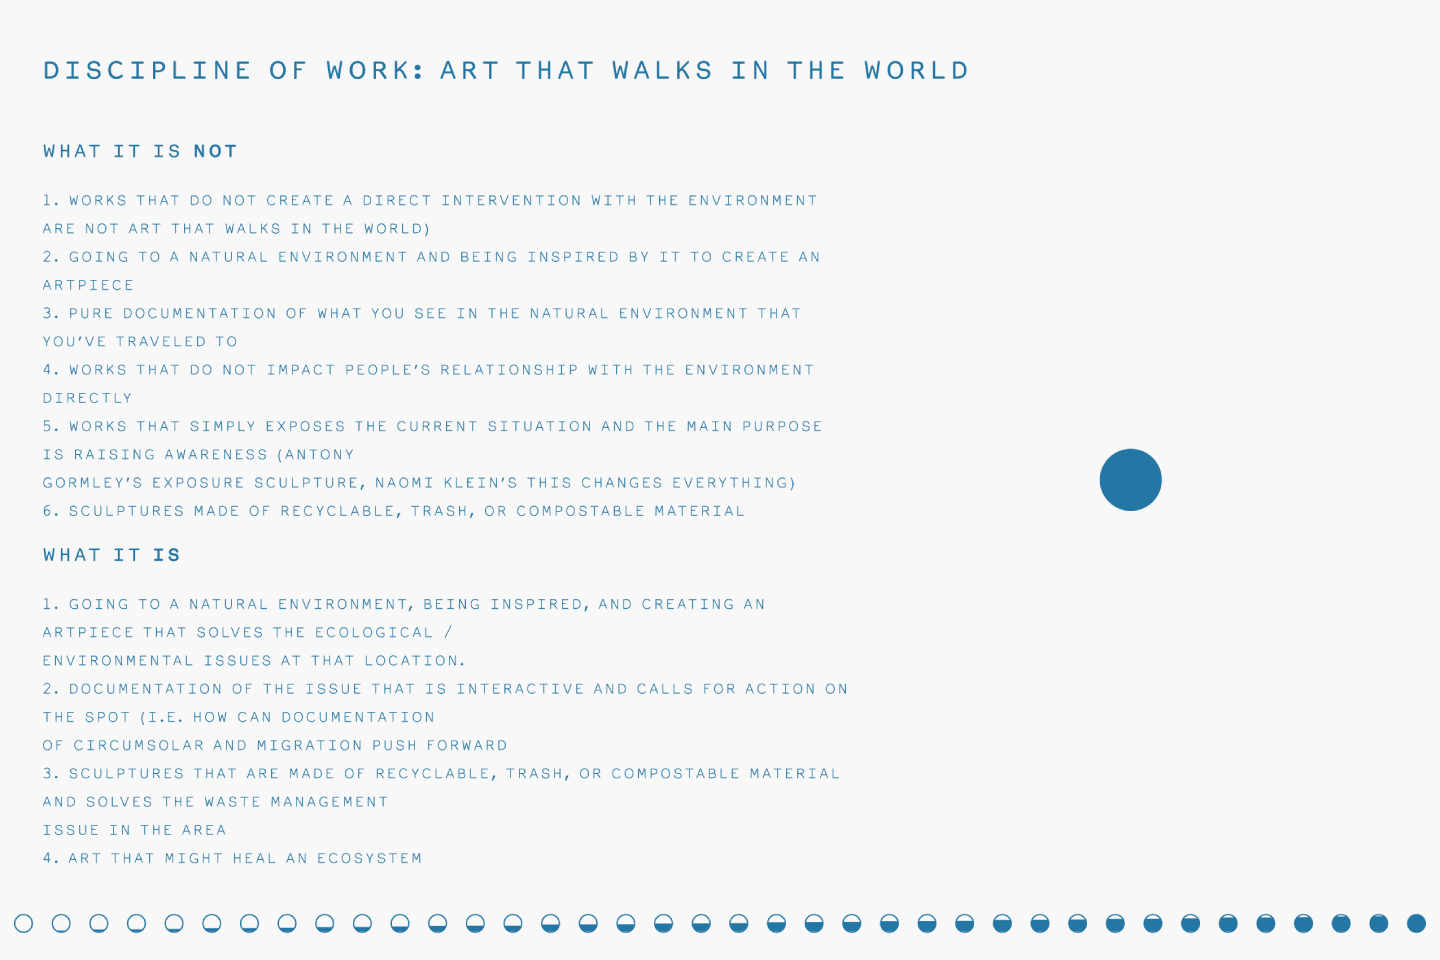 DISCIPLINE OF WORK: ART THAT WALKS IN THE WORLD
WHAT IT IS NOT
1. WORKS THAT DO NOT CREATE A DIRECT INTERVENTION WITH THE ENVIRONMENT
ARE NOT ART THAT WALKS IN THE WORLD)
2. GOING TO A NATURAL ENVIRONMENT AND BEING INSPIRED BY IT TO CREATE AN
ARTPIECE
3. PURE DOCUMENTATION OF WHAT YOU SEE IN THE NATURAL ENVIRONMENT THAT
YOU'VE TRAVELED TO
4. WORKS THAT DO NOT IMPACT PEOPLE'S RELATIONSHIP WITH THE ENVIRONMENT
DIRECTLY
5. WORKS THAT SIMPLY EXPOSES THE CURRENT SITUATION AND THE MAIN PURPOSE
IS RAISING AWARENESS (ANTONY
GORMLEY'S EXPOSURE SCULPTURE, NAOMI KLEIN'S THIS CHANGES EVERYTHING)
6. SCULPTURES MADE OF RECYCLABLE, TRASH, OR COMPOSTABLE MATERIAL
WHAT IT IS
1. GOING TO A NATURAL ENVIRONMENT, BEING INSPIRED, AND CREATING AN
ARTPIECE THAT SOLVES THE ECOLOGICAL /
ENVIRONMENTAL ISSUES AT THAT LOCATION.
2. DOCUMENTATION OF THE ISSUE THAT IS INTERACTIVE AND CALLS FOR ACTION ON
THE SPOT (I.E. HOW CAN DOCUMENTATION
OF CIRCUMSOLAR AND MIGRATION PUSH FORWARD
3. SCULPTURES THAT ARE MADE OF RECYCLABLE, TRASH, OR COMPOSTABLE MATERIAL
AND SOLVES THE WASTE MANAGEMENT
ISSUE IN THE AREA
4. ART THAT MIGHT HEAL AN ECOSYSTEM